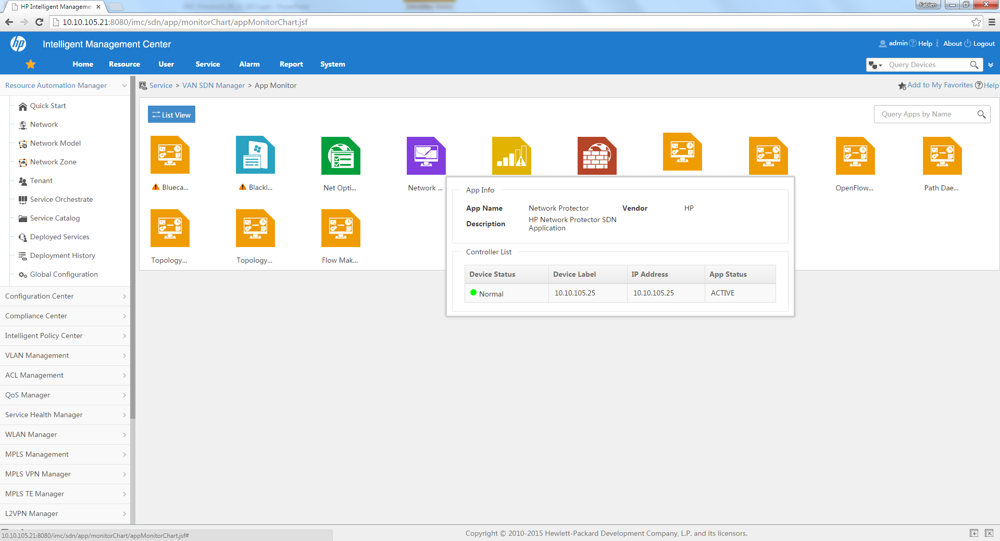 HP Intelligent Manageme
Fabien
10.10.105.21:8080/imc/sdn/app/monitorChart/appMonitorChart.jsf
hp
Intelligent Management Center
admin Help About Logout
Home Resource User Service Alarm Report System
Query Devices
Resource Automation Manager
Quick Start
Network
Network Model
Network Zone
Tenant
Service Orchestrate
Service Catalog
Deployed Services
Deployment History
Global Configuration
Configuration Center
Compliance Center
Intelligent Policy Center
VLAN Management
ACL Management
QoS Manager
Service Health Manager
WLAN Manager
MPLS Management
MPLS VPN Manager
MPLS TE Manager
L2VPN Manager
Service > VAN SDN Manager > App Monitor
Add to My Favorites Help
List View
Query Apps by Name
Blueca...
Blackl...
Net Opti...
Network ...
OpenFlow...
Path Dae...
Topology...
Topology...
Flow Mak...
App Info
App Name Network Protector Vendor HP
Description HP Network Protector SDN
Application
Controller List
Device Status Device Label IP Address App Status
Normal 10.10.105.25 10.10.105.25 ACTIVE
10.10.105.21:8080/imc/sdn/app/monitorChart/appMonitorChart.jsf#
Copyright © 2010-2015 Hewlett-Packard Development Company, L.P. and its licensors.